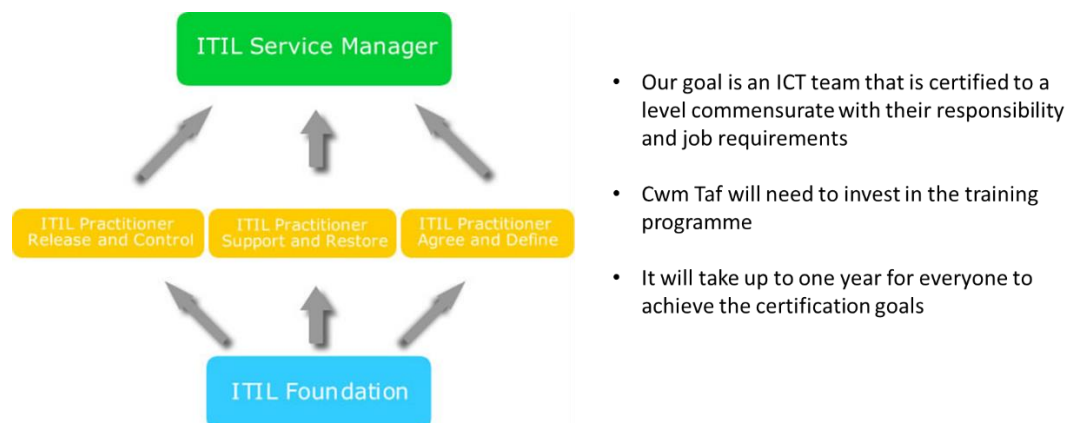 ITIL Service Manager
ITIL Practitioner
Release and Control
ITIL Practitioner
Support and Restore
ITIL Practitioner
Agree and Define
ITIL Foundation
• Our goal is an ICT team that is certified to a
level commensurate with their responsibility
and job requirements
• Cwm Taf will need to invest in the training
programme
• It will take up to one year for everyone to
achieve the certification goals